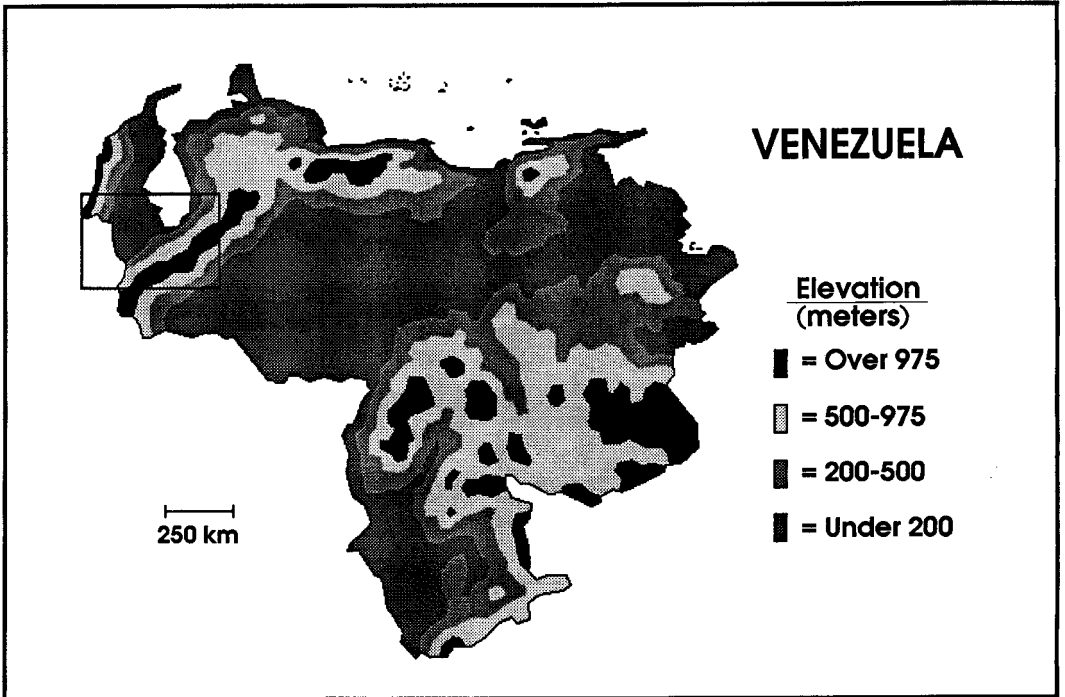 VENEZUELA
Elevation
(meters)
= Over 975
= 500-975
= 200-500
= Under 200
250 km